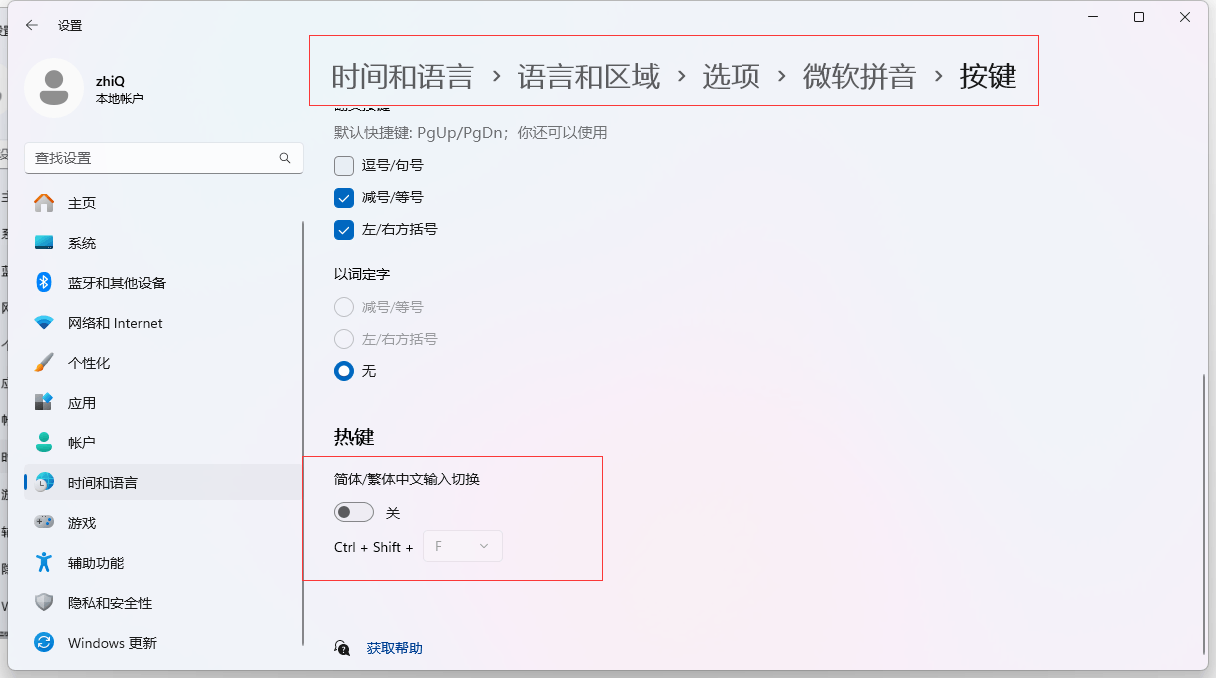 设置
zhiQ
本地帐户
查找设置
主页
系统
蓝牙和其他设备
网络和 Internet
个性化
应用
帐户
时间和语言
游戏
辅助功能
隐私和安全性
Windows 更新
时间和语言 › 语言和区域 › 选项 › 微软拼音 › 按键
默认快捷键: PgUp/PgDn；你还可以使用
逗号/句号
减号/等号
左/右方括号
以词定字
减号/等号
左/右方括号
无
热键
简体/繁体中文输入切换
关
Ctrl + Shift + F
获取帮助